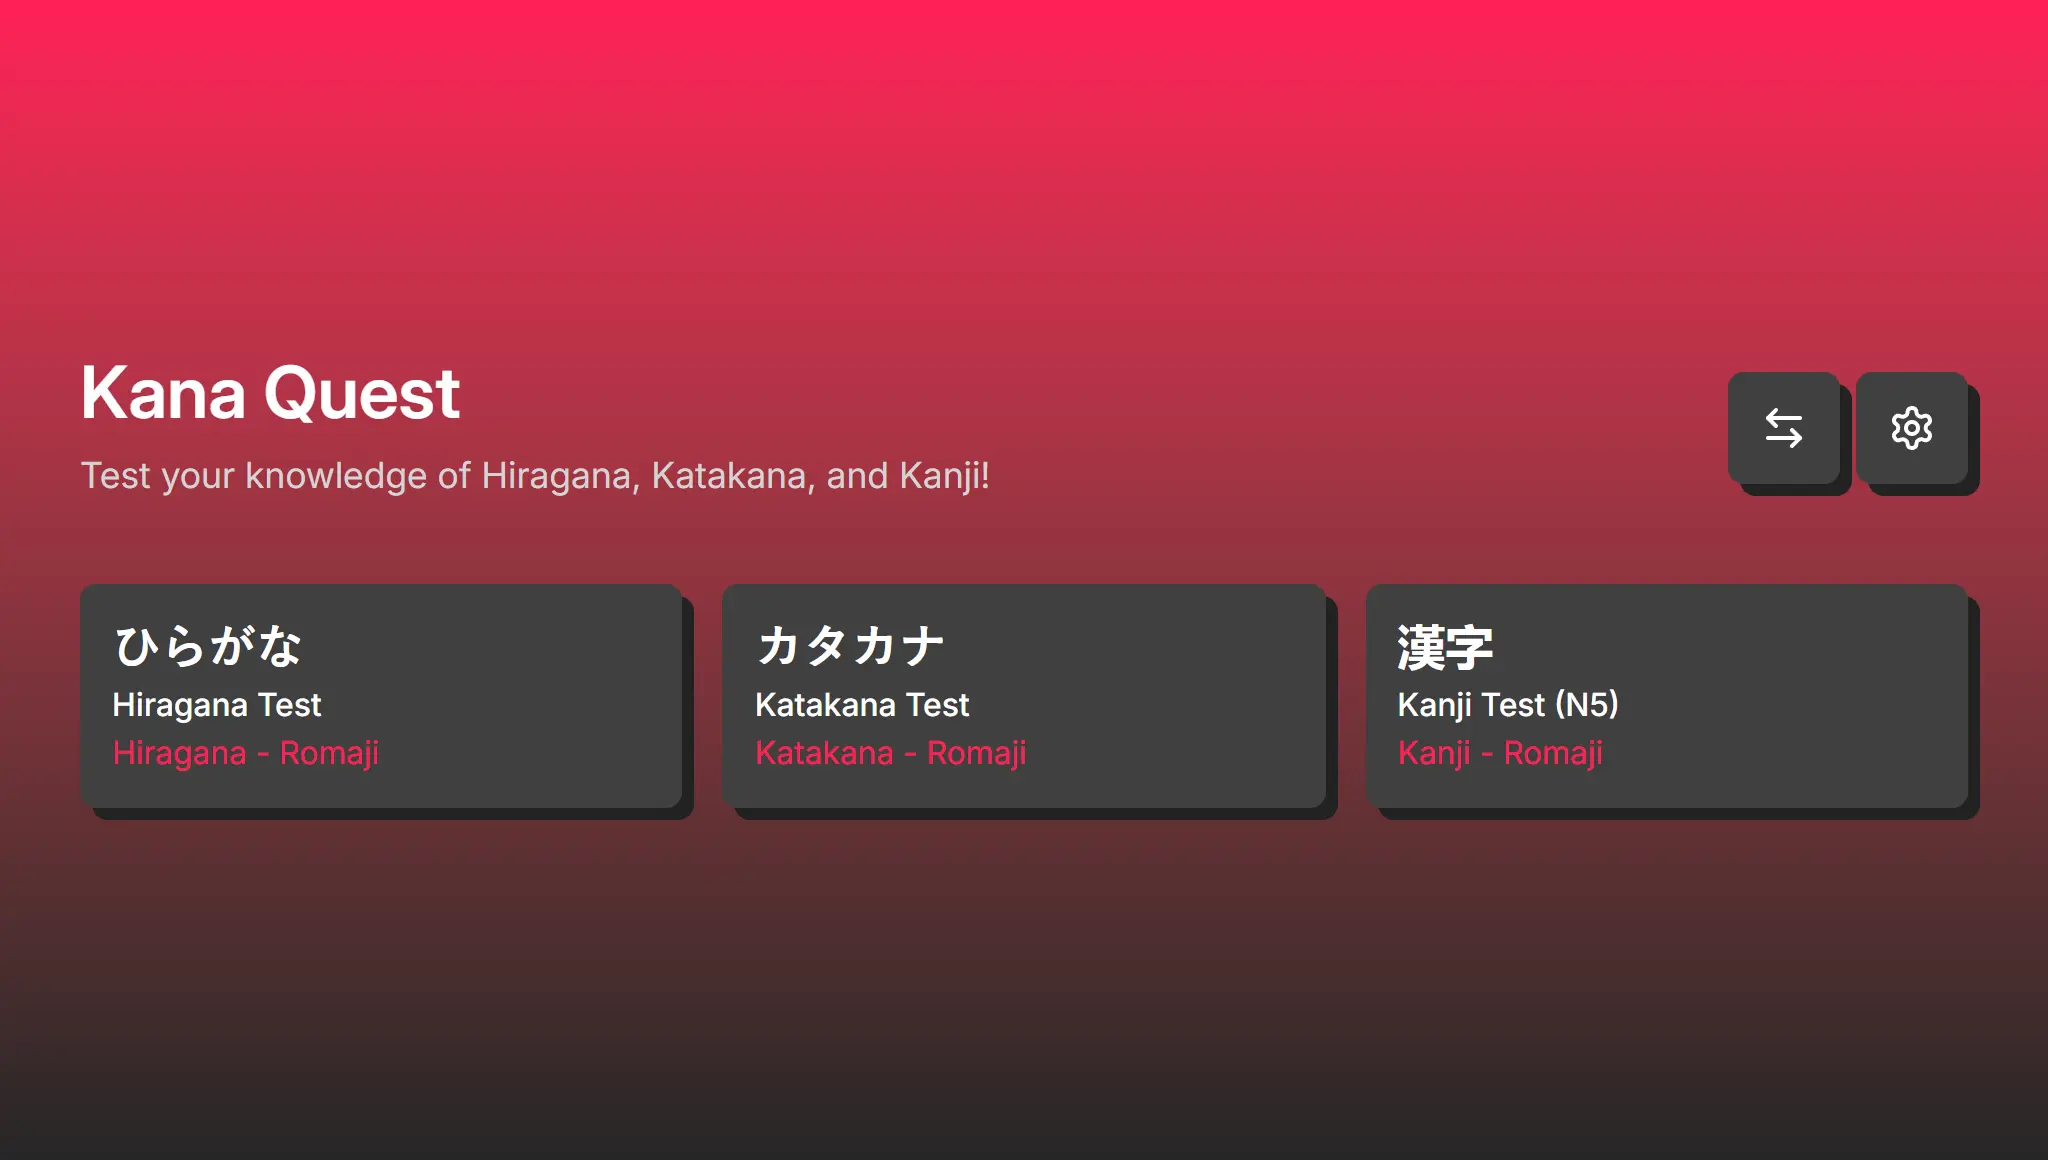 Kana Quest
Test your knowledge of Hiragana, Katakana, and Kanji!
ひらがな
Hiragana Test
Hiragana - Romaji
カタカナ
Katakana Test
Katakana - Romaji
漢字
Kanji Test (N5)
Kanji - Romaji